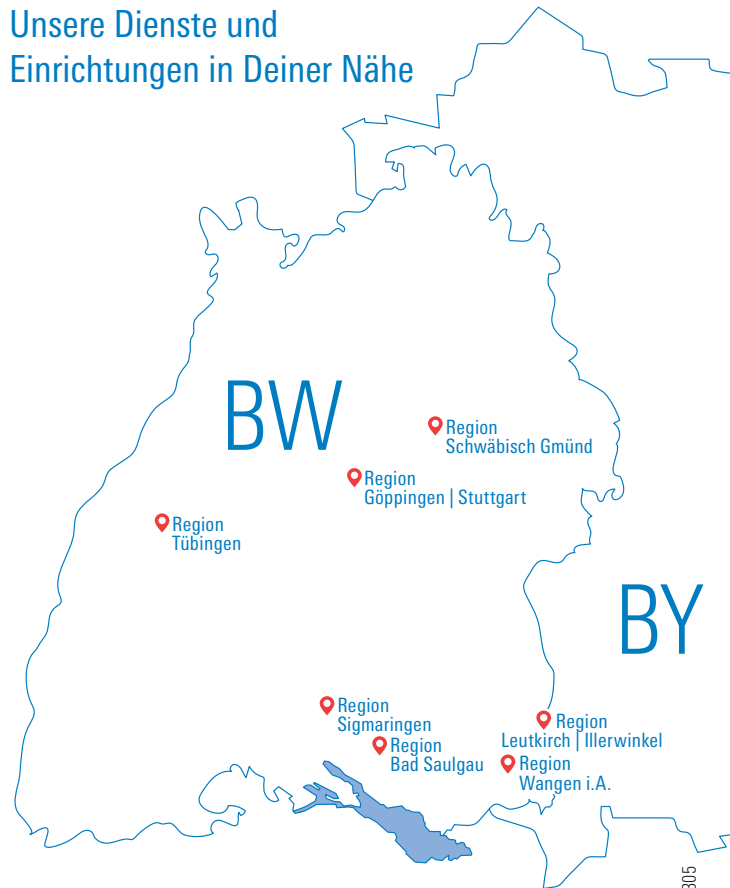 Unsere Dienste und
Einrichtungen in Deiner Nähe
BW
Region
Schwäbisch Gmünd
Region
Göppingen | Stuttgart
Region
Tübingen
BY
Region
Sigmaringen
Region
Bad Saulgau
Region
Leutkirch | Illerwinkel
Region
Wangen i.A.
305